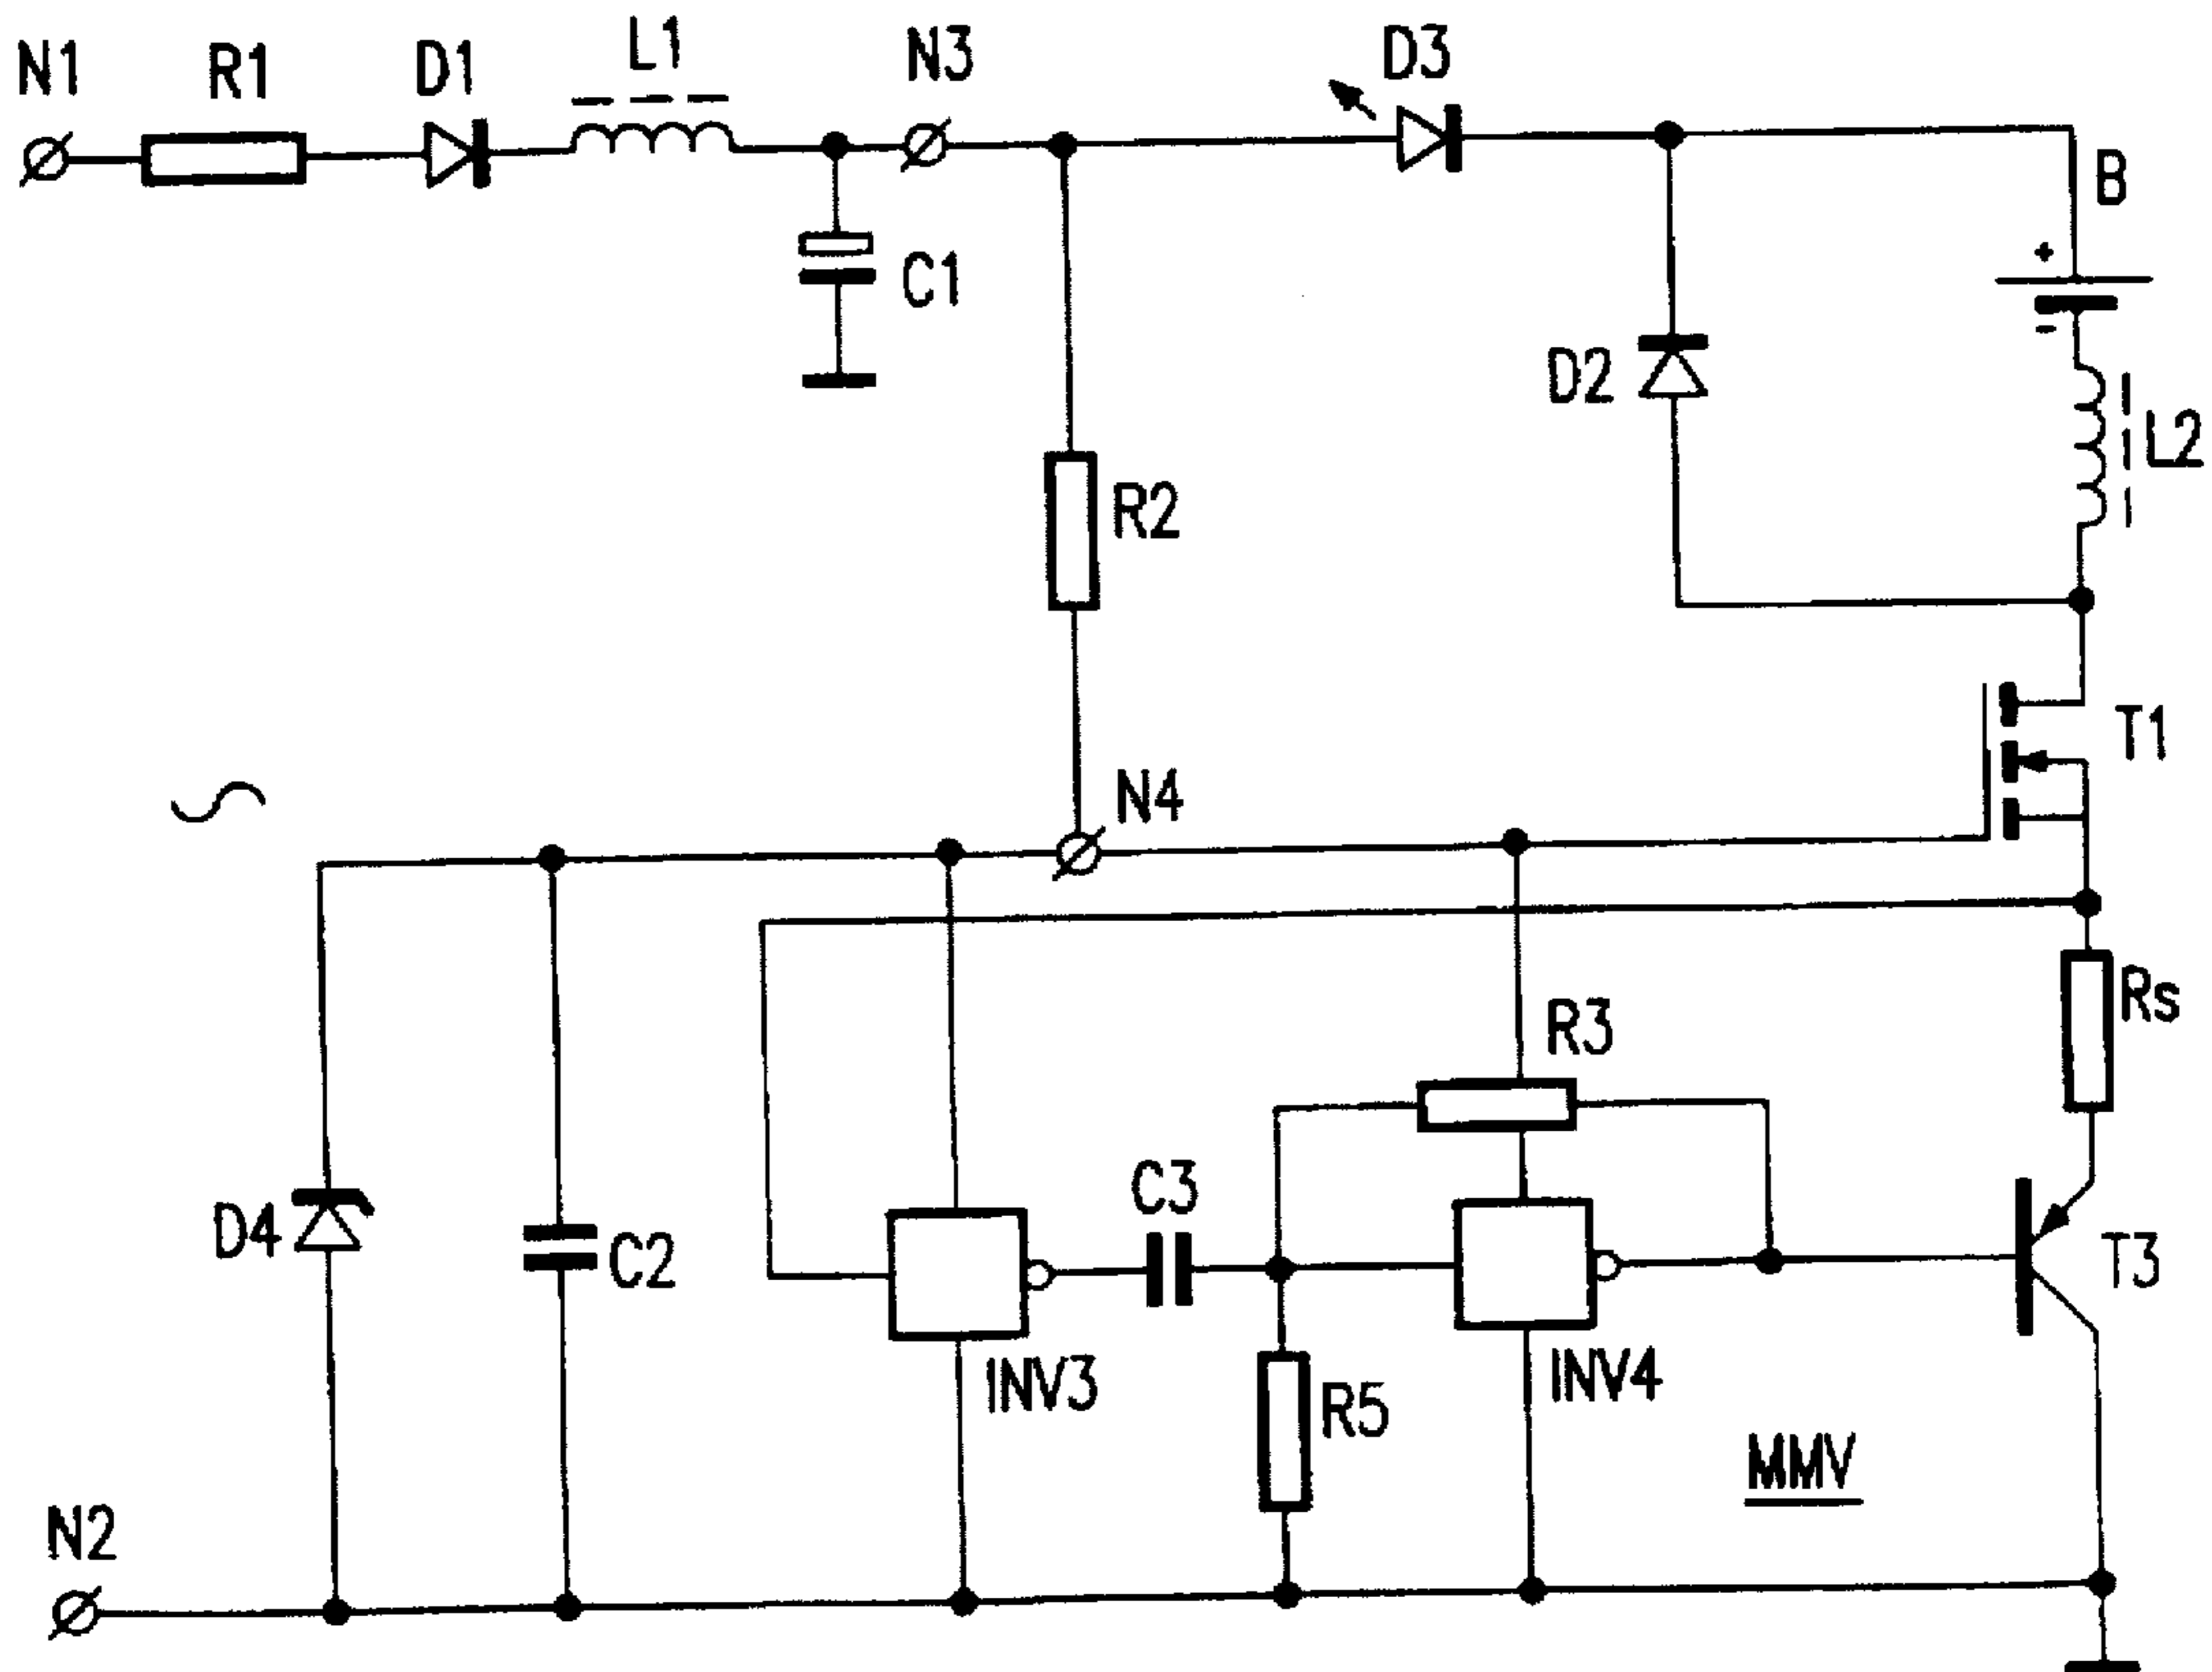 N1
R1
D1
L1
N3
D3
B
+
-
C1
D2
L2
R2
T1
N4
Rs
R3
C3
D4
C2
T3
INV3
INV4
R5
MMV
N2